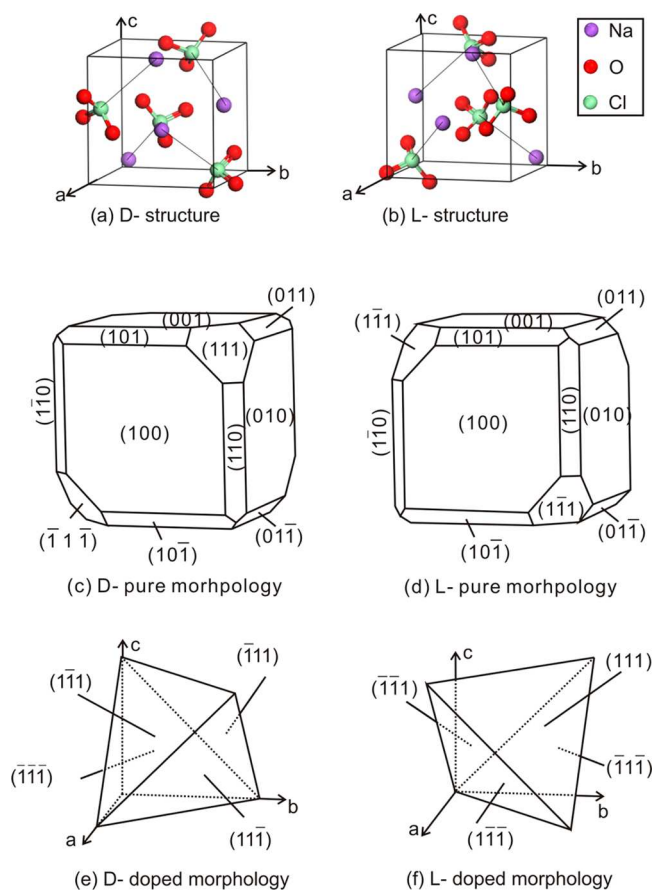 c
a
b
(a) D- structure
c
a
b
(b) L- structure
Na
O
Cl
(001)
(011)
(101)
(111)
(11̄0)
(100)
(110)
(010)
(1̄ 1 1̄)
(101̄)
(011̄)
(c) D- pure morhpology
(11̄1)
(001)
(011)
(101)
(11̄0)
(100)
(110)
(010)
(11̄1)
(101̄)
(011̄)
(d) L- pure morhpology
c
(11̄1)
(1̄11)
(1̄1̄1̄)
b
a
(111̄)
(e) D- doped morphology
c
(111)
(1̄1̄1)
(1̄11̄)
b
a
(11̄1̄)
(f) L- doped morphology